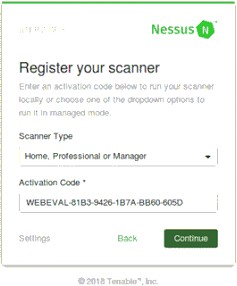 Nessus N
Register your scanner
Enter an activation code below to run your scanner
locally or choose one of the dropdown options to
run it in managed mode.
Scanner Type
Home, Professional or Manager
Activation Code *
WEBEVAL-81B3-9426-1B7A-BB60-605D
Settings
Back
Continue
© 2018 Tenable™, Inc.